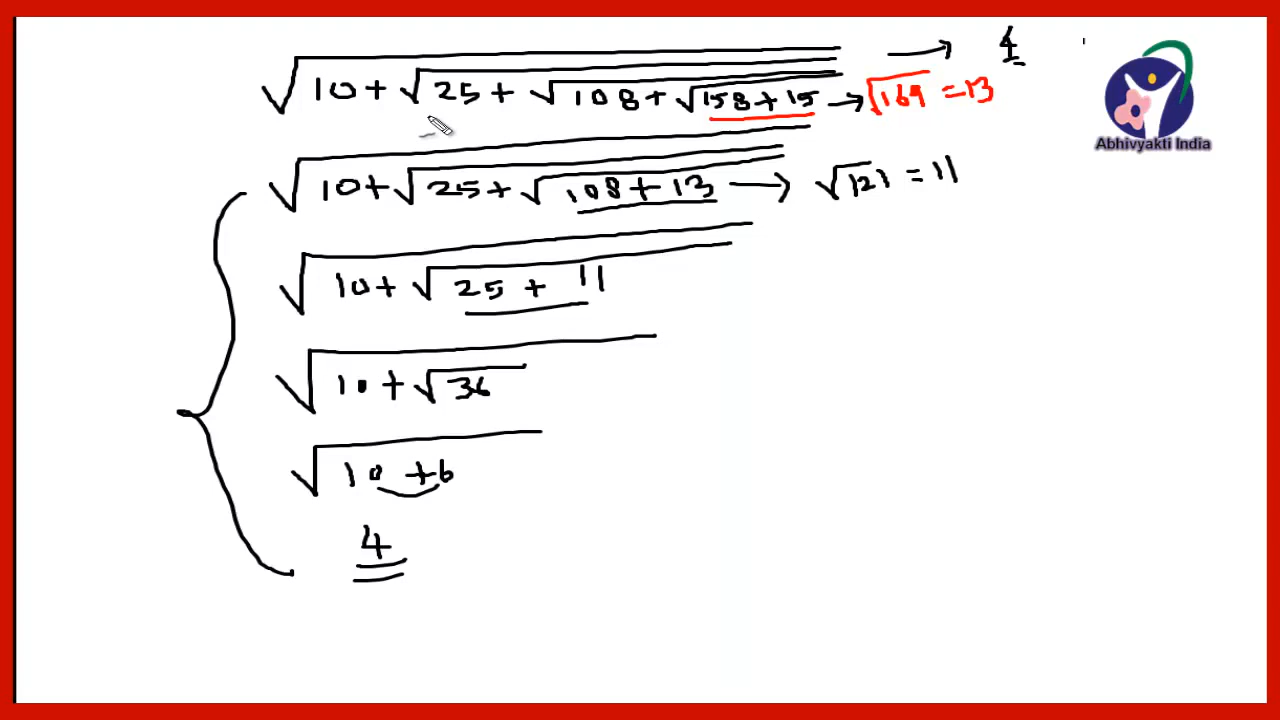 √(10 + √(25 + √(108 + √(158 + 15)))) → 4
→ √169 = 13
Abhivyakti India
√(10 + √(25 + √(108 + 13))) → √121 = 11
√(10 + √(25 + 11))
√(10 + √36)
√(10 + 6)
4